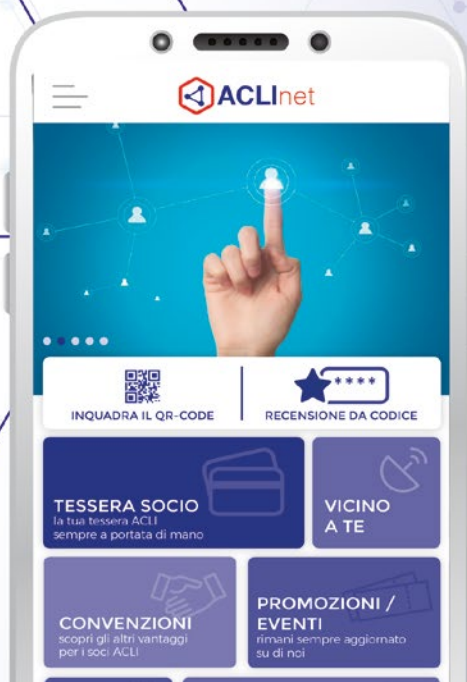 ACLInet
INQUADRA IL QR-CODE
****
RECENSIONE DA CODICE
TESSERA SOCIO
la tua tessera ACLI
sempre a portata di mano
VICINO
A TE
CONVENZIONI
scopri gli altri vantaggi
per i soci ACLI
PROMOZIONI /
EVENTI
rimani sempre aggiornato
su di noi